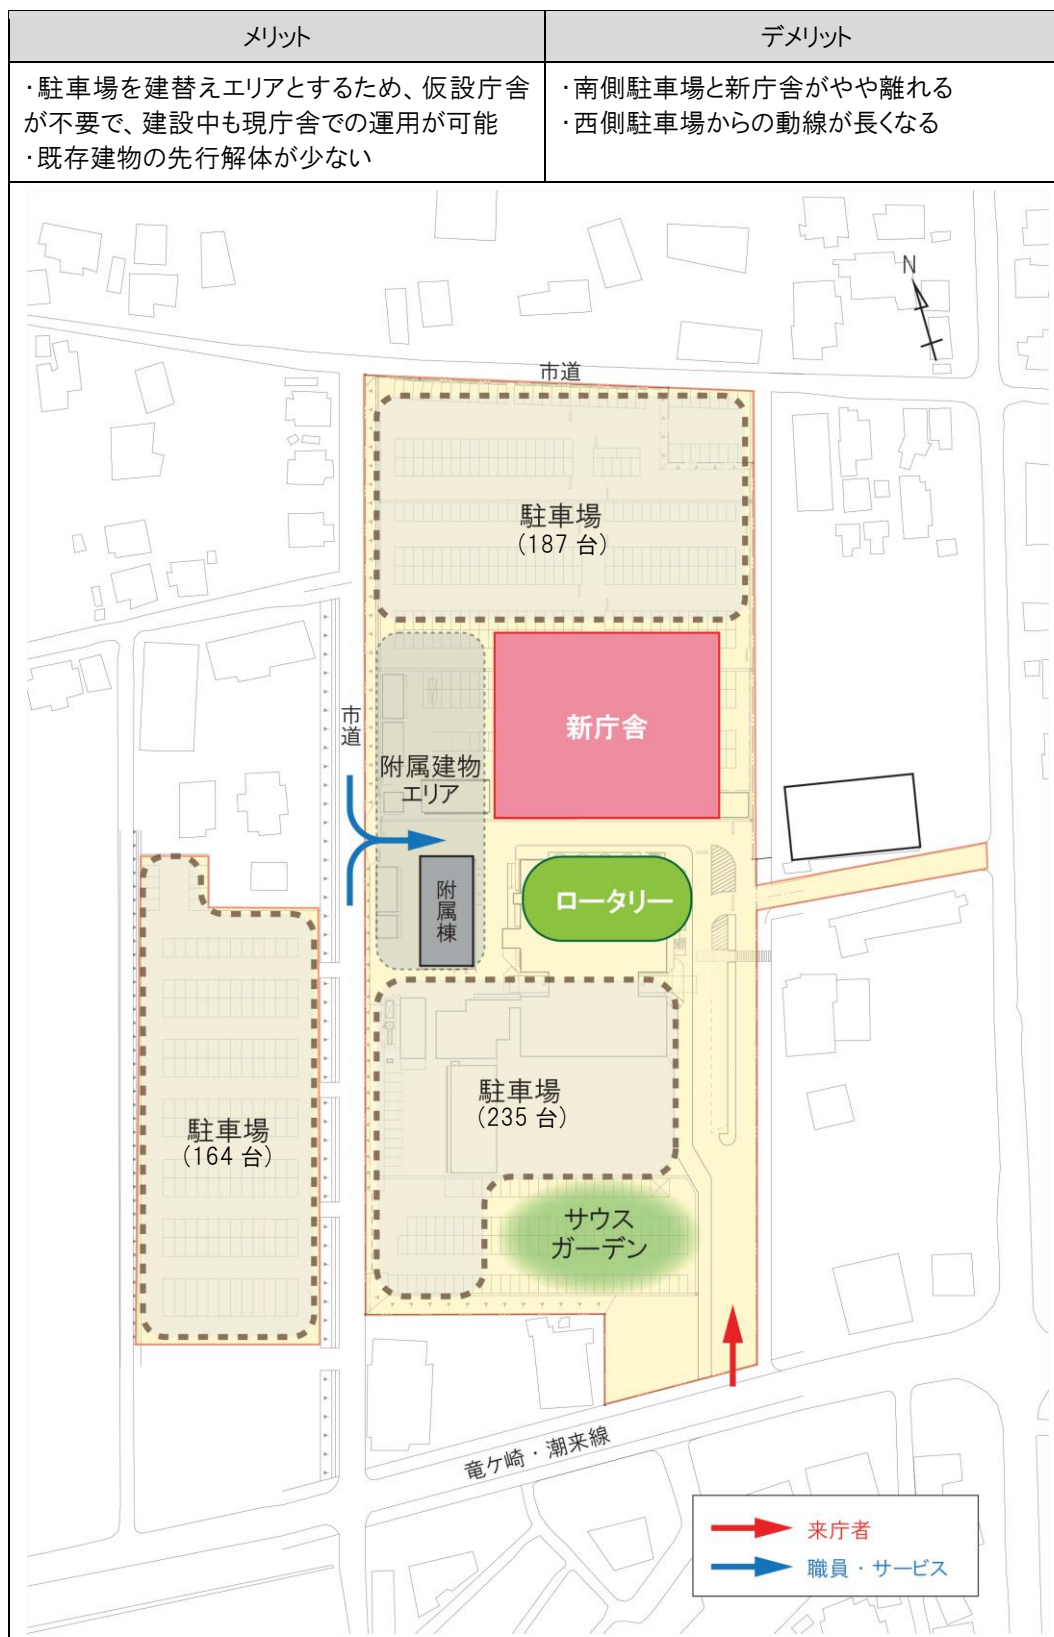 メリット
デメリット
・駐車場を建替えエリアとするため、仮設庁舎
が不要で、建設中も現庁舎での運用が可能
・既存建物の先行解体が少ない
・南側駐車場と新庁舎がやや離れる
・西側駐車場からの動線が長くなる
N
市道
駐車場
(187 台)
新庁舎
市道
附属建物
エリア
附属棟
ロータリー
駐車場
(235 台)
駐車場
(164 台)
サウス
ガーデン
竜ケ崎・潮来線
来庁者
職員・サービス